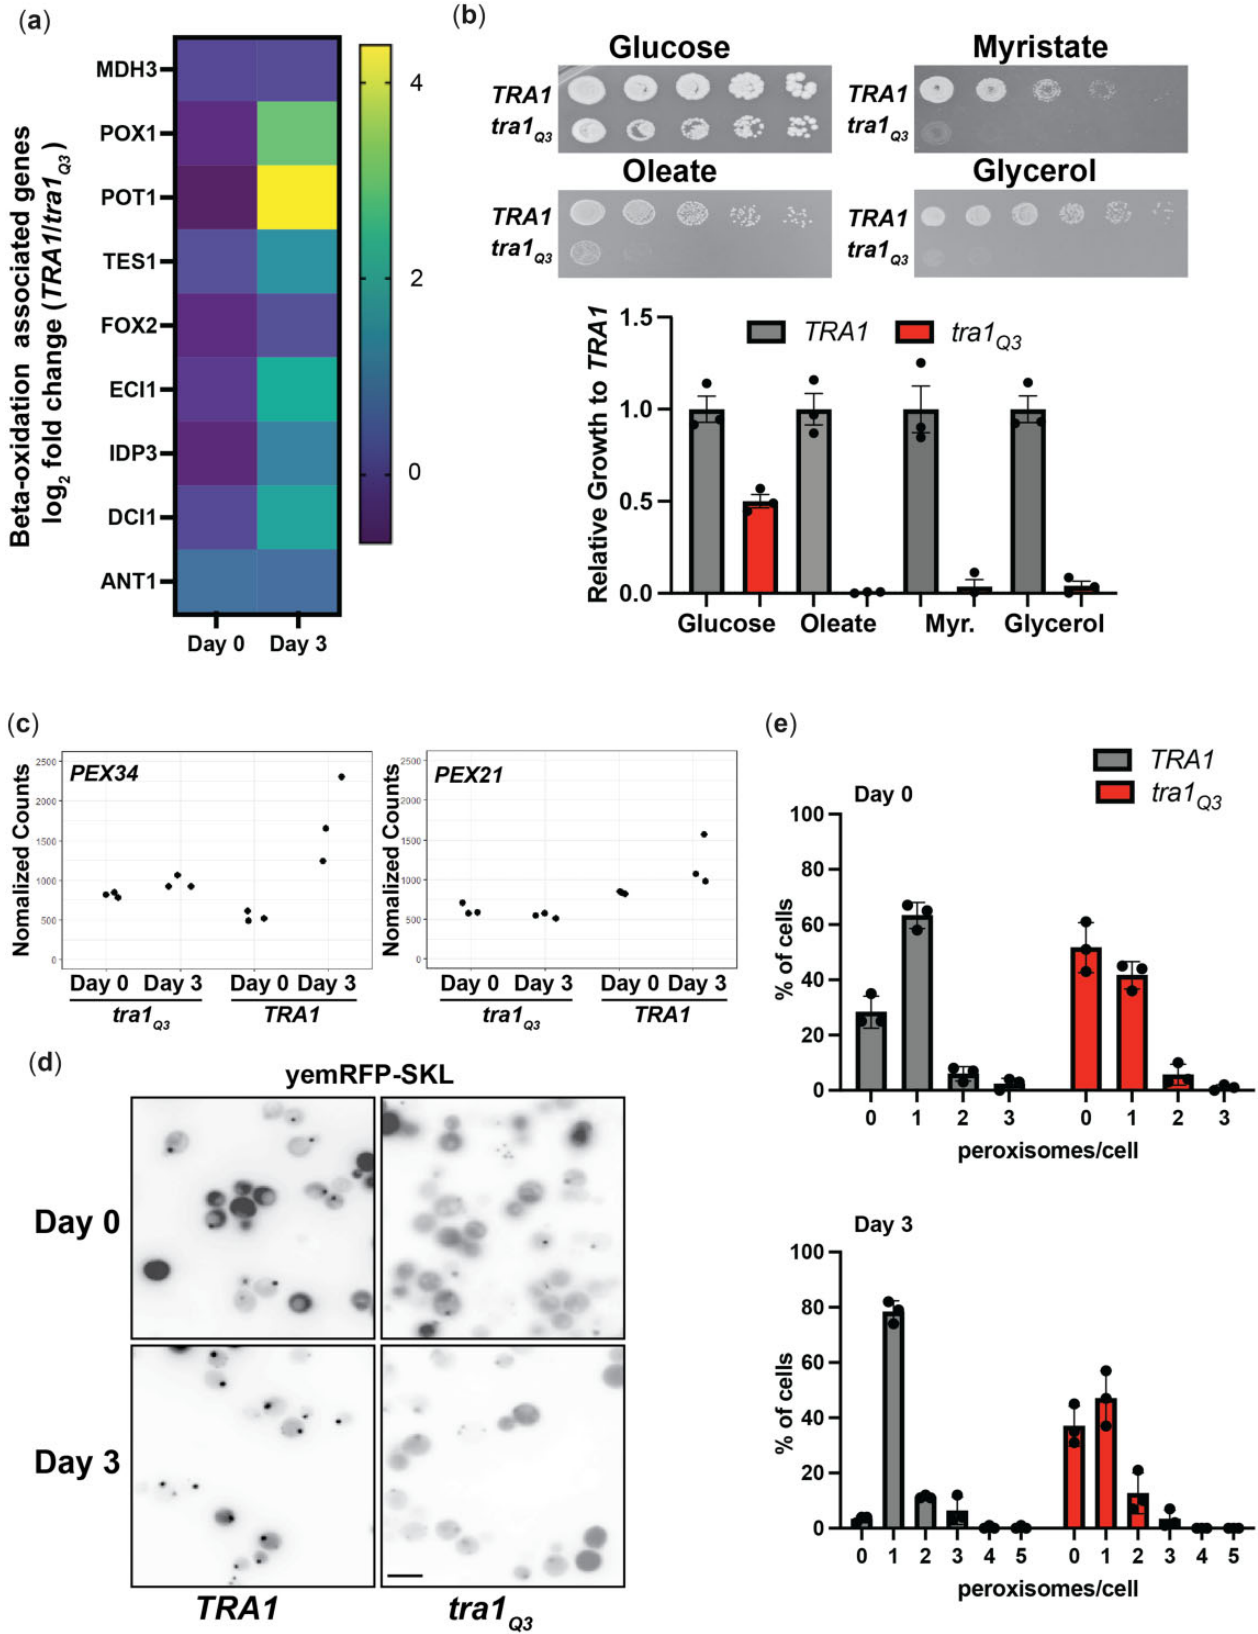 (a)
Beta-oxidation associated genes
log2 fold change (TRA1/tra1Q3)
MDH3
POX1
POT1
TES1
FOX2
ECI1
IDP3
DCI1
ANT1
4
2
0
Day 0 Day 3
(b)
Glucose
TRA1
tra1Q3
Myristate
TRA1
tra1Q3
Oleate
TRA1
tra1Q3
Glycerol
TRA1
tra1Q3
Relative Growth to TRA1
1.5
1.0
0.5
0.0
TRA1 tra1Q3
Glucose Oleate Myr. Glycerol
(c)
Nomalized Counts
PEX34
2500
2000
1500
1000
500
0
Day 0 Day 3 Day 0 Day 3
tra1Q3 TRA1
Nomalized Counts
PEX21
2500
2000
1500
1000
500
0
Day 0 Day 3 Day 0 Day 3
tra1Q3 TRA1
(d)
yemRFP-SKL
Day 0
Day 3
TRA1 tra1Q3
(e)
TRA1
tra1Q3
Day 0
% of cells
100
80
60
40
20
0
0 1 2 3 0 1 2 3
peroxisomes/cell
Day 3
% of cells
100
80
60
40
20
0
0 1 2 3 4 5 0 1 2 3 4 5
peroxisomes/cell